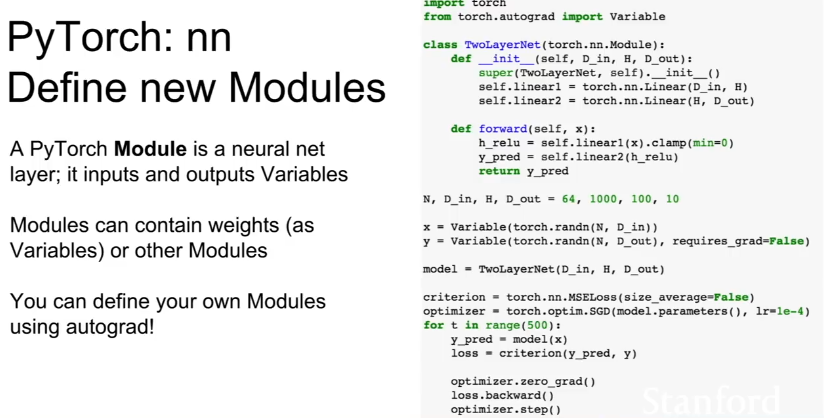 PyTorch: nn
Define new Modules
A PyTorch Module is a neural net
layer; it inputs and outputs Variables
Modules can contain weights (as
Variables) or other Modules
You can define your own Modules
using autograd!
import torch
from torch.autograd import Variable
class TwoLayerNet(torch.nn.Module):
    def __init__(self, D_in, H, D_out):
        super(TwoLayerNet, self).__init__()
        self.linear1 = torch.nn.Linear(D_in, H)
        self.linear2 = torch.nn.Linear(H, D_out)
    def forward(self, x):
        h_relu = self.linear1(x).clamp(min=0)
        y_pred = self.linear2(h_relu)
        return y_pred
N, D_in, H, D_out = 64, 1000, 100, 10
x = Variable(torch.randn(N, D_in))
y = Variable(torch.randn(N, D_out), requires_grad=False)
model = TwoLayerNet(D_in, H, D_out)
criterion = torch.nn.MSELoss(size_average=False)
optimizer = torch.optim.SGD(model.parameters(), lr=1e-4)
for t in range(500):
    y_pred = model(x)
    loss = criterion(y_pred, y)
    optimizer.zero_grad()
    loss.backward()
    optimizer.step()
Stanford